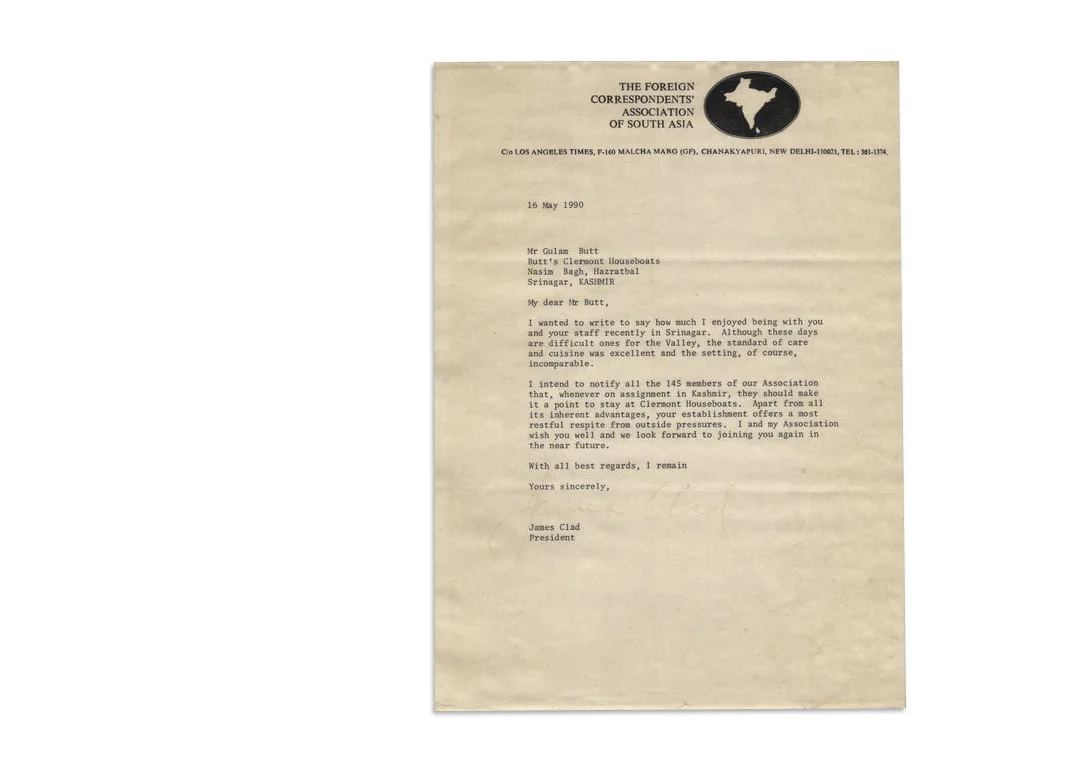 THE FOREIGN
CORRESPONDENTS'
ASSOCIATION
OF SOUTH ASIA
C/o LOS ANGELES TIMES, F-160 MALCHA MARG (GF), CHANAKYAPURI, NEW DELHI-110021, TEL : 301-1374.
16 May 1990
Mr Gulam Butt
Butt's Clermont Houseboats
Nasim Bagh, Hazratbal
Srinagar, KASHMIR
My dear Mr Butt,
I wanted to write to say how much I enjoyed being with you
and your staff recently in Srinagar. Although these days
are difficult ones for the Valley, the standard of care
and cuisine was excellent and the setting, of course,
incomparable.
I intend to notify all the 145 members of our Association
that, whenever on assignment in Kashmir, they should make
it a point to stay at Clermont Houseboats. Apart from all
its inherent advantages, your establishment offers a most
restful respite from outside pressures. I and my Association
wish you well and we look forward to joining you again in
the near future.
With all best regards, I remain
Yours sincerely,
James Clad
James Clad
President